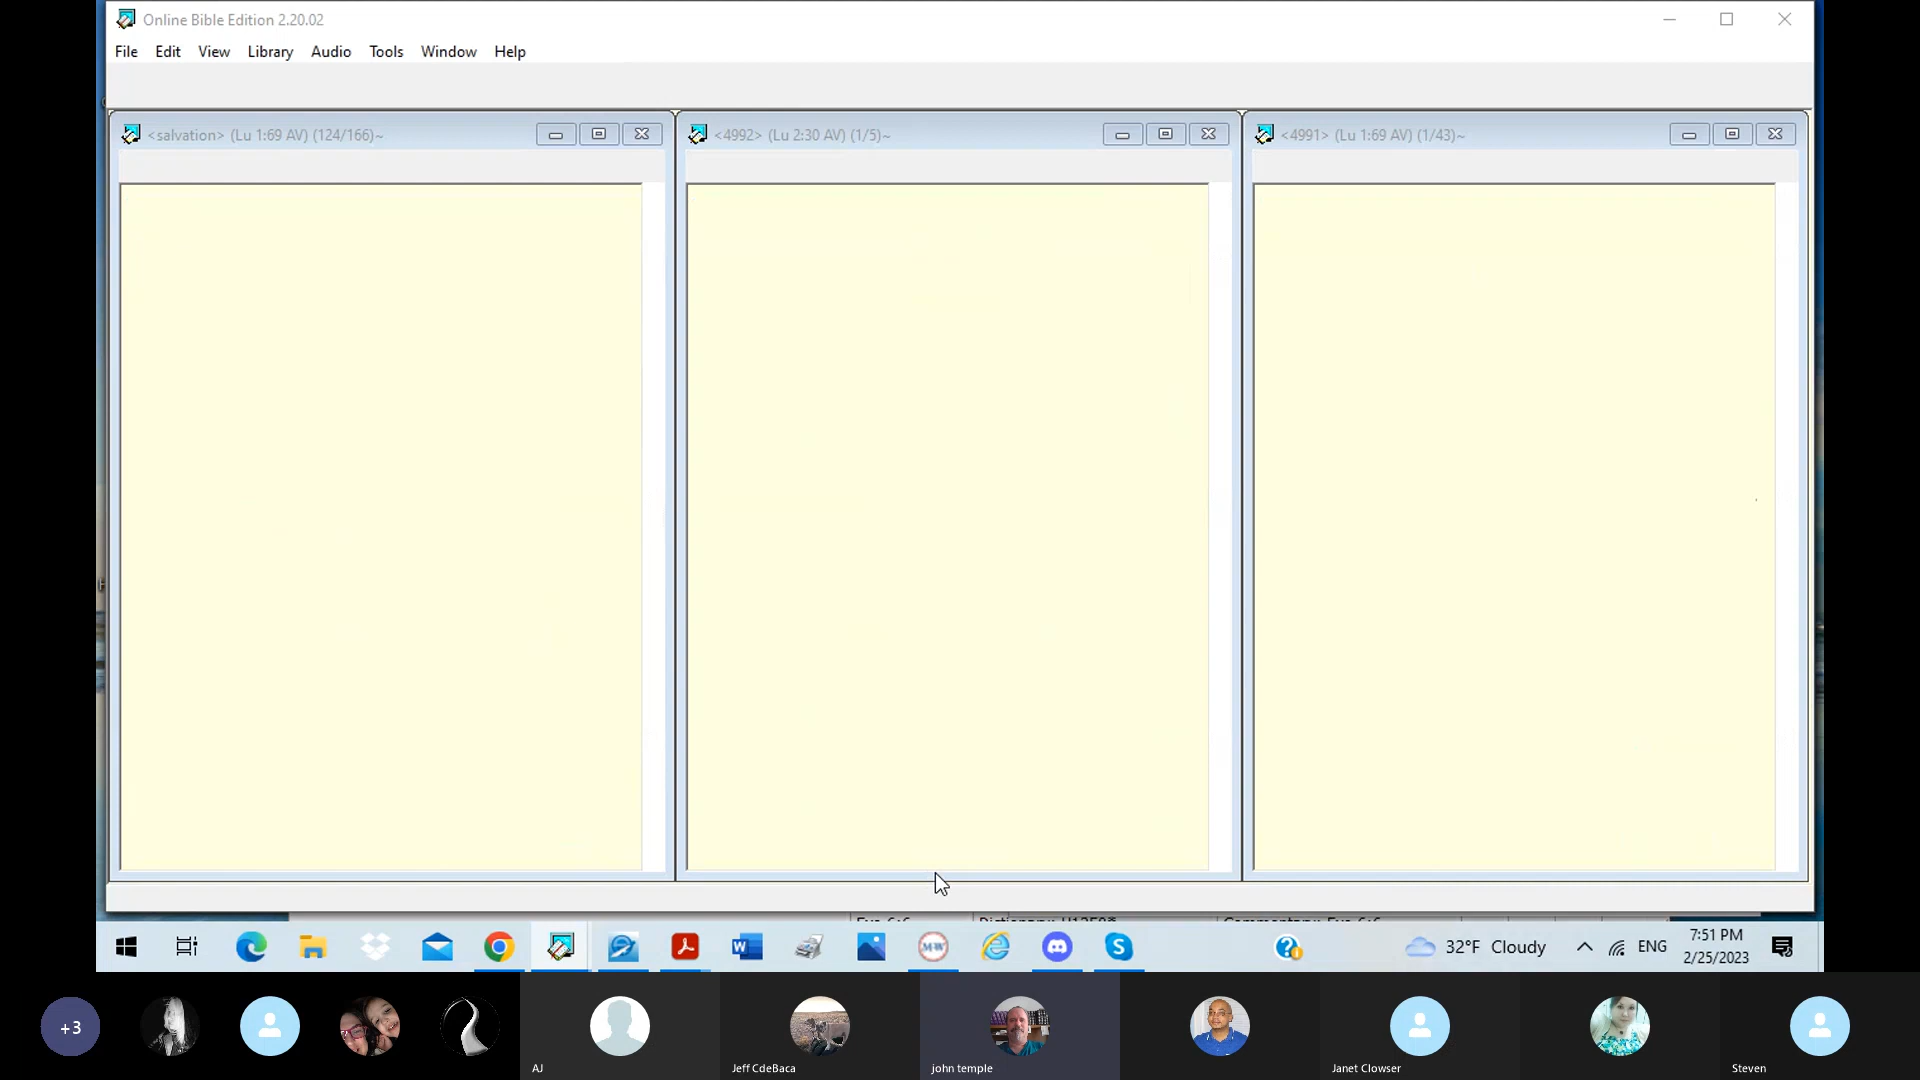 Online Bible Edition 2.20.02
File Edit View Library Audio Tools Window Help
<salvation> (Lu 1:69 AV) (124/166)~
<4992> (Lu 2:30 AV) (1/5)~
<4991> (Lu 1:69 AV) (1/43)~
32°F Cloudy
ENG
7:51 PM
2/25/2023
+3
AJ
Jeff CdeBaca
john temple
Janet Clowser
Steven